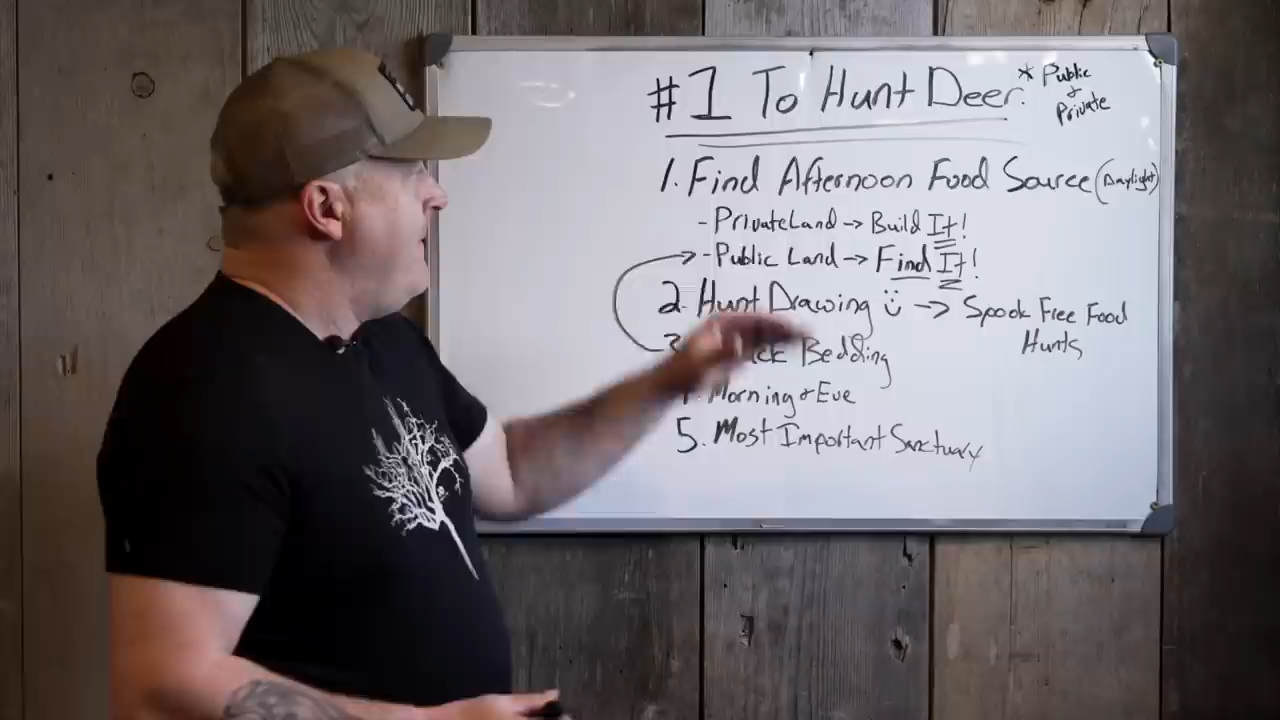 #1 To Hunt Deer.
* Public
+
Private
1. Find Afternoon Food Source (Daylight)
- Private Land -> Build It!
- Public Land -> Find It!
2. Hunt Drawing :) -> Spook Free Food
Hunts
Bedding
Morning + Eve
5. Most Important Sanctuary